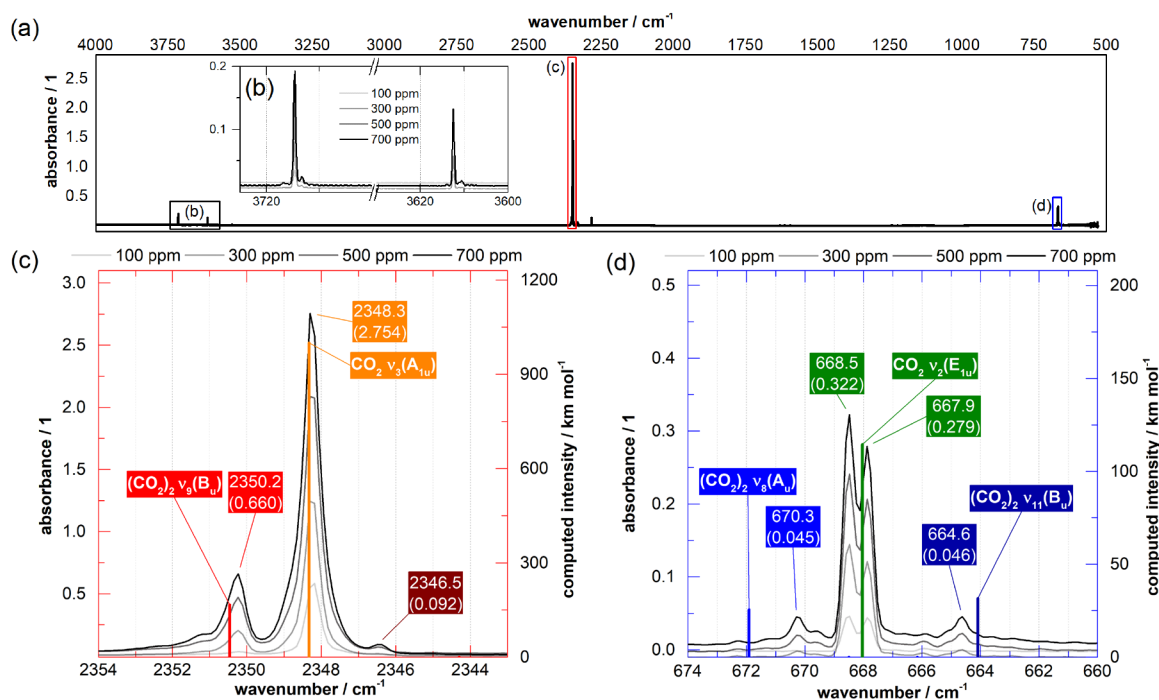 wavenumber / cm⁻¹
(a)
4000 3750 3500 3250 3000 2750 2500 2250 2000 1750 1500 1250 1000 750 500
absorbance / 1
2.5
2.0
1.5
1.0
0.5
(b)
0.2
0.1
100 ppm
300 ppm
500 ppm
700 ppm
3720 3620 3600
(b)
(c)
(d)
(c)
100 ppm 300 ppm 500 ppm 700 ppm
absorbance / 1
3.0
2.5
2.0
1.5
1.0
0.5
2348.3
(2.754)
CO₂ ν₃(A₁ᵤ)
(CO₂)₂ ν₉(Bᵤ)
2350.2
(0.660)
2346.5
(0.092)
1200
900
600
300
0
computed intensity / km mol⁻¹
2354 2352 2350 2348 2346 2344
wavenumber / cm⁻¹
(d)
100 ppm 300 ppm 500 ppm 700 ppm
absorbance / 1
0.5
0.4
0.3
0.2
0.1
0.0
668.5
(0.322)
CO₂ ν₂(E₁ᵤ)
667.9
(0.279)
(CO₂)₂ ν₈(Aᵤ)
670.3
(0.045)
(CO₂)₂ ν₁₁(Bᵤ)
664.6
(0.046)
200
150
100
50
0
computed intensity / km mol⁻¹
674 672 670 668 666 664 662 660
wavenumber / cm⁻¹